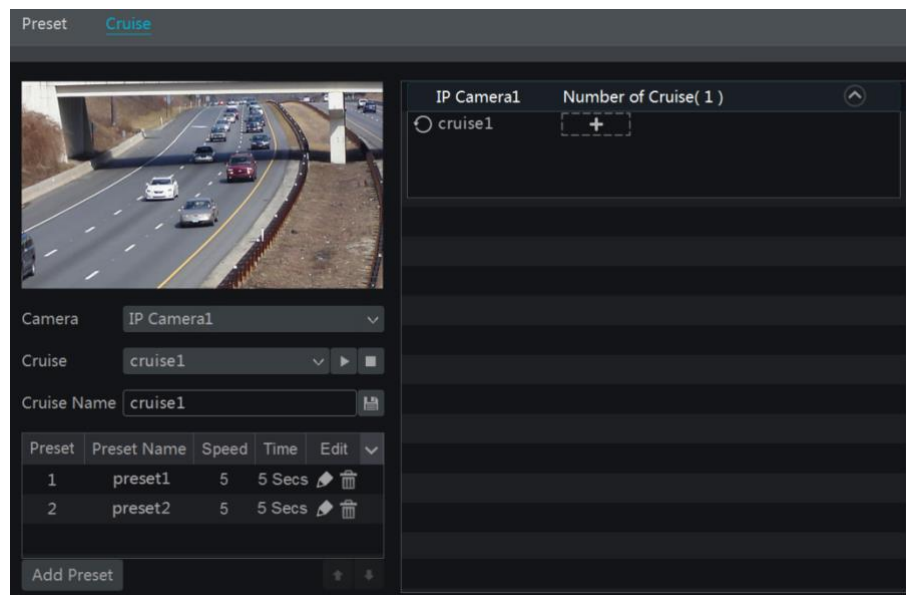 Preset Cruise
IP Camera1 Number of Cruise( 1 )
cruise1
Camera IP Camera1
Cruise cruise1
Cruise Name cruise1
Preset Preset Name Speed Time Edit
1 preset1 5 5 Secs
2 preset2 5 5 Secs
Add Preset